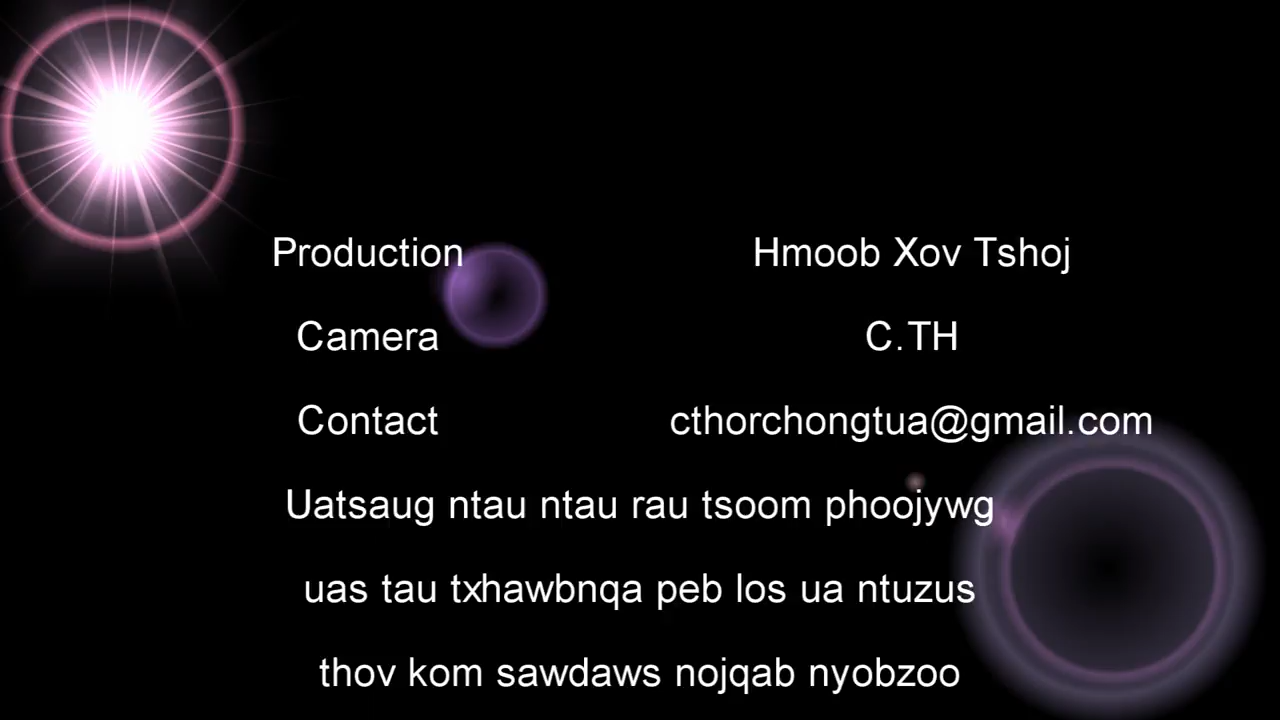 Production Hmoob Xov Tshoj
Camera C.TH
Contact cthorchongtua@gmail.com
Uatsaug ntau ntau rau tsoom phoojywg
uas tau txhawbnqa peb los ua ntuzus
thov kom sawdaws nojqab nyobzoo